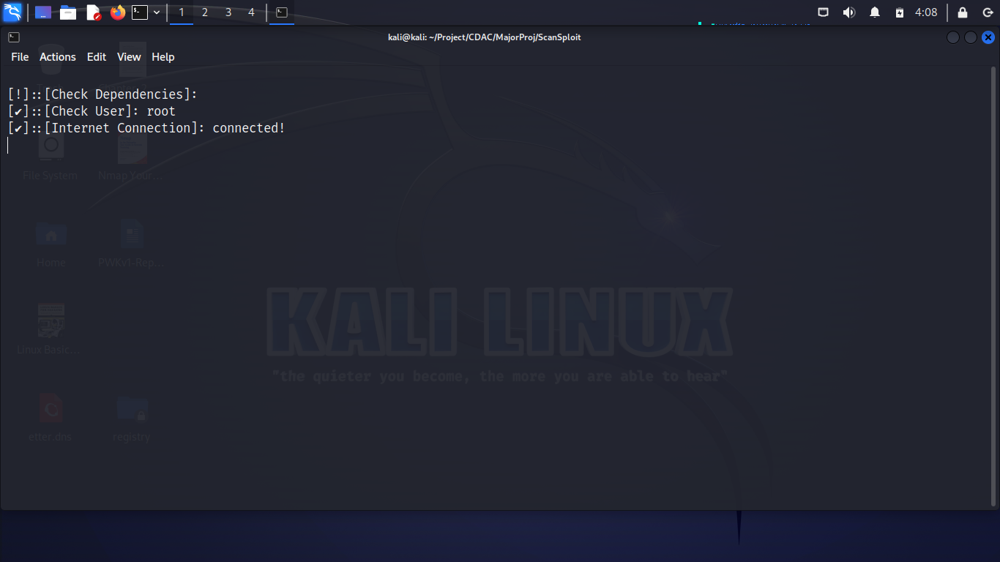 1 2 3 4 4:08
kali@kali: ~/Project/CDAC/MajorProj/ScanSploit
File Actions Edit View Help
[!]::[Check Dependencies]:
[✔]::[Check User]: root
[✔]::[Internet Connection]: connected!
File System Nmap Your...
Home PWKv1-Rep...
KALI LINUX
"the quieter you become, the more you are able to hear"
Linux Basic...
etter.dns registry